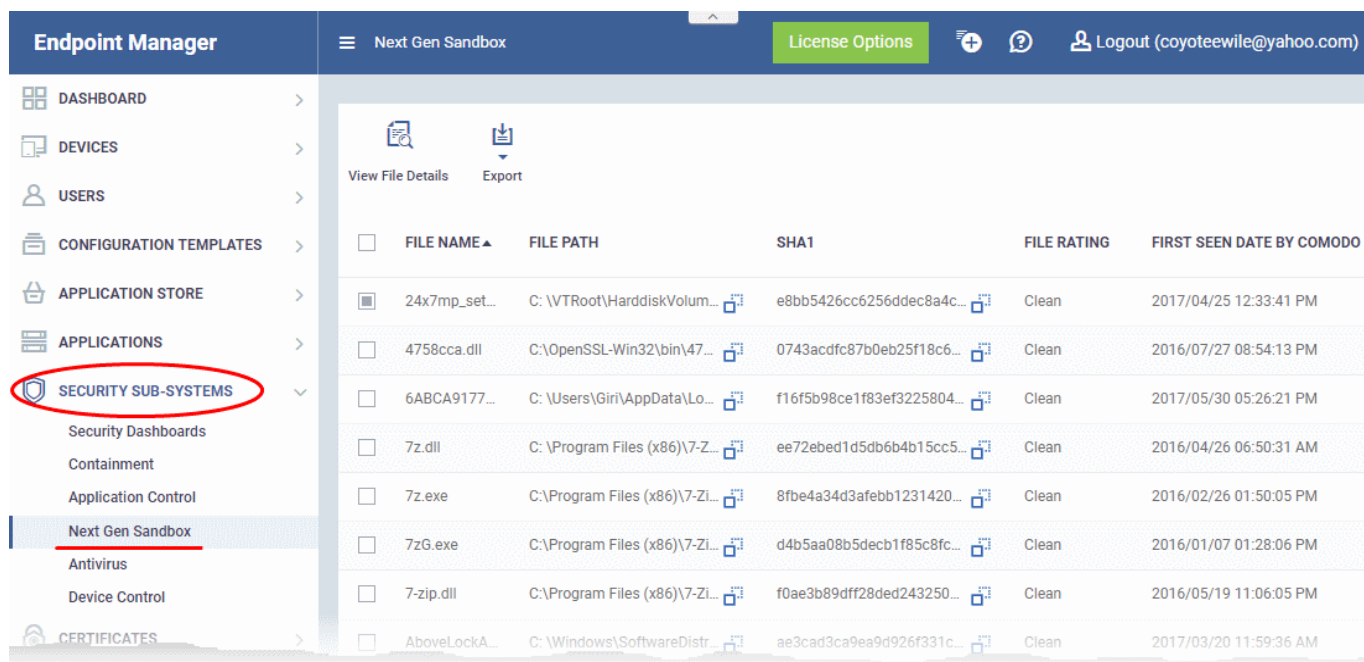 Endpoint Manager
Next Gen Sandbox
License Options
Logout (coyoteewile@yahoo.com)
DASHBOARD
DEVICES
USERS
CONFIGURATION TEMPLATES
APPLICATION STORE
APPLICATIONS
SECURITY SUB-SYSTEMS
Security Dashboards
Containment
Application Control
Next Gen Sandbox
Antivirus
Device Control
CERTIFICATES
View File Details Export
FILE NAME FILE PATH SHA1 FILE RATING FIRST SEEN DATE BY COMODO
24x7mp_set... C: \VTRoot\HarddiskVolum... e8bb5426cc6256ddec8a4c... Clean 2017/04/25 12:33:41 PM
4758cca.dll C:\OpenSSL-Win32\bin\47... 0743acdfc87b0eb25f18c6... Clean 2016/07/27 08:54:13 PM
6ABCA9177... C: \Users\Giri\AppData\Lo... f16f5b98ce1f83ef3225804... Clean 2017/05/30 05:26:21 PM
7z.dll C: \Program Files (x86)\7-Z... ee72ebed1d5db6b4b15cc5... Clean 2016/04/26 06:50:31 AM
7z.exe C:\Program Files (x86)\7-Zi... 8fbe4a34d3afebb1231420... Clean 2016/02/26 01:50:05 PM
7zG.exe C:\Program Files (x86)\7-Zi... d4b5aa08b5decb1f85c8fc... Clean 2016/01/07 01:28:06 PM
7-zip.dll C:\Program Files (x86)\7-Zi... f0ae3b89dff28ded243250... Clean 2016/05/19 11:06:05 PM
AboveLockA... C: \Windows\SoftwareDistr... ae3cad3ca9ea9d926f331c... Clean 2017/03/20 11:59:36 AM